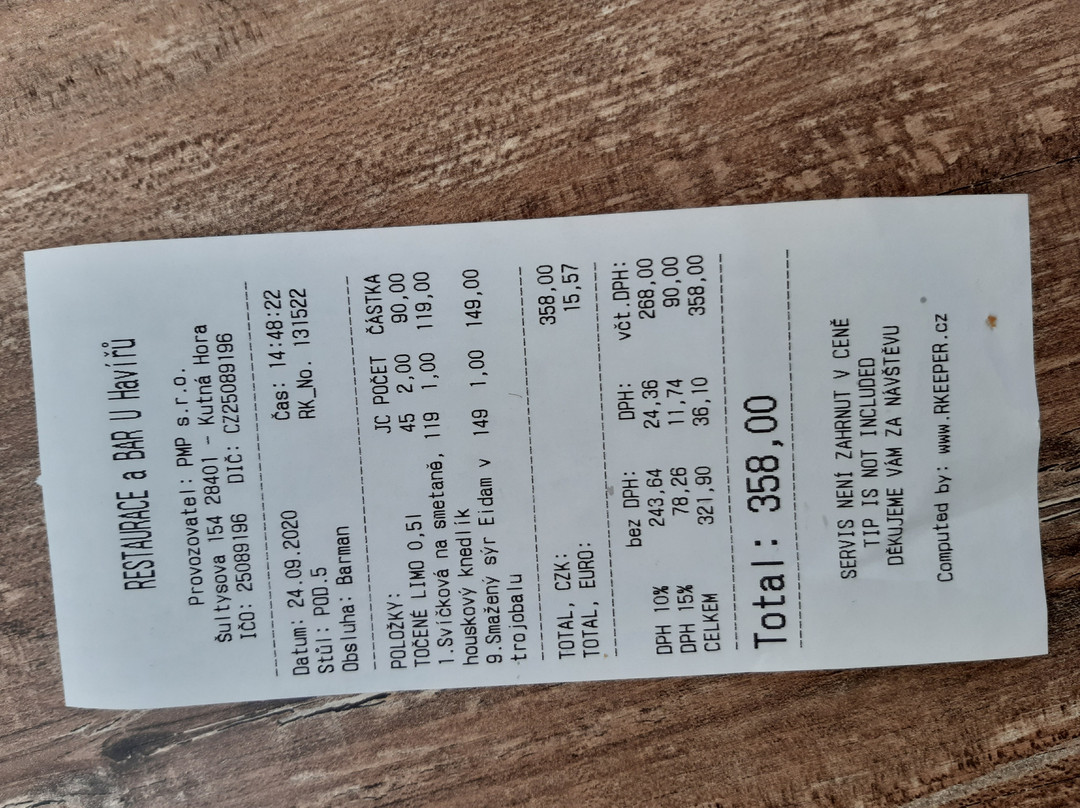 RESTAURACE a BAR U Havířů
Provozovatel: PMP s.r.o.
Šultysova 154 28401 - Kutná Hora
IČO: 25089196 DIČ: CZ25089196
Datum: 24.09.2020 Čas: 14:48:22
Stůl: POD.5 RK_No. 131522
Obsluha: Barman
POLOŽKY: JC POČET ČÁSTKA
TOČENÉ LIMO 0,5l 45 2,00 90,00
1.Svíčková na smetaně, 119 1,00 119,00
houskový knedlík
9.Smažený sýr Eidam v 149 1,00 149,00
trojobalu
TOTAL, CZK: 358,00
TOTAL, EURO: 15,57
bez DPH: DPH: včt.DPH:
DPH 10% 243,64 24,36 268,00
DPH 15% 78,26 11,74 90,00
CELKEM 321,90 36,10 358,00
Total: 358,00
SERVIS NENÍ ZAHRNUT V CENĚ
TIP IS NOT INCLUDED
DĚKUJEME VÁM ZA NÁVŠTĚVU
Computed by: www.RKEEPER.cz